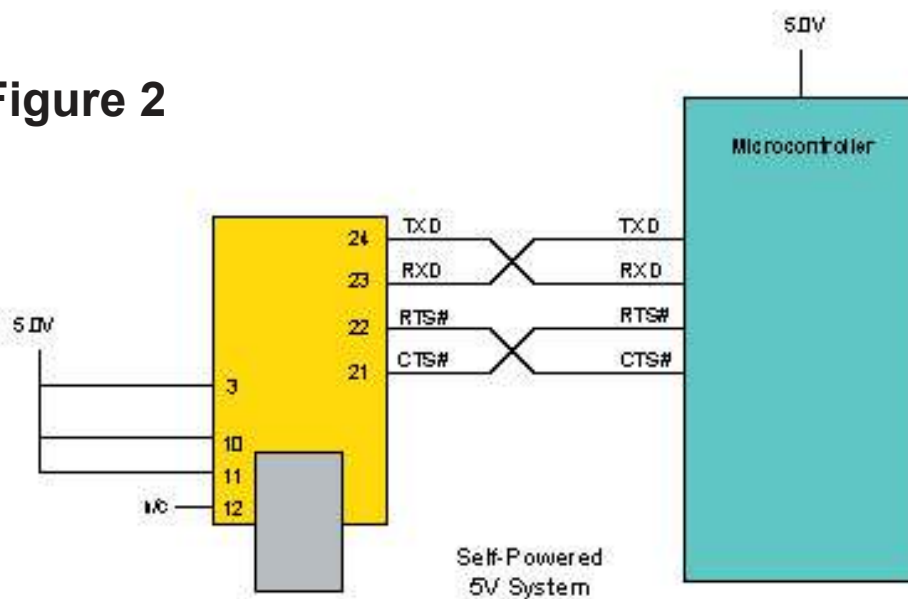 Figure 2
5.0V
Microcontroller
24 TXD TXD
23 RXD RXD
22 RTS# RTS#
21 CTS# CTS#
5.0V
3
10
11
n/c 12
Self-Powered
5V System